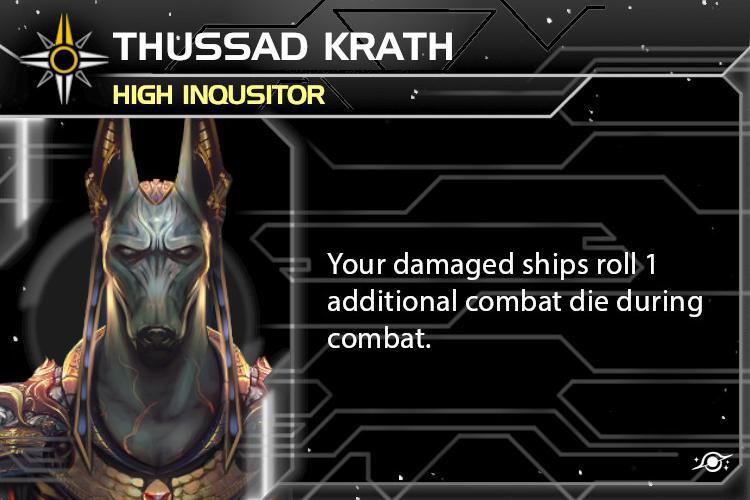 THUSSAD KRATH
HIGH INQUSITOR
Your damaged ships roll 1
additional combat die during
combat.